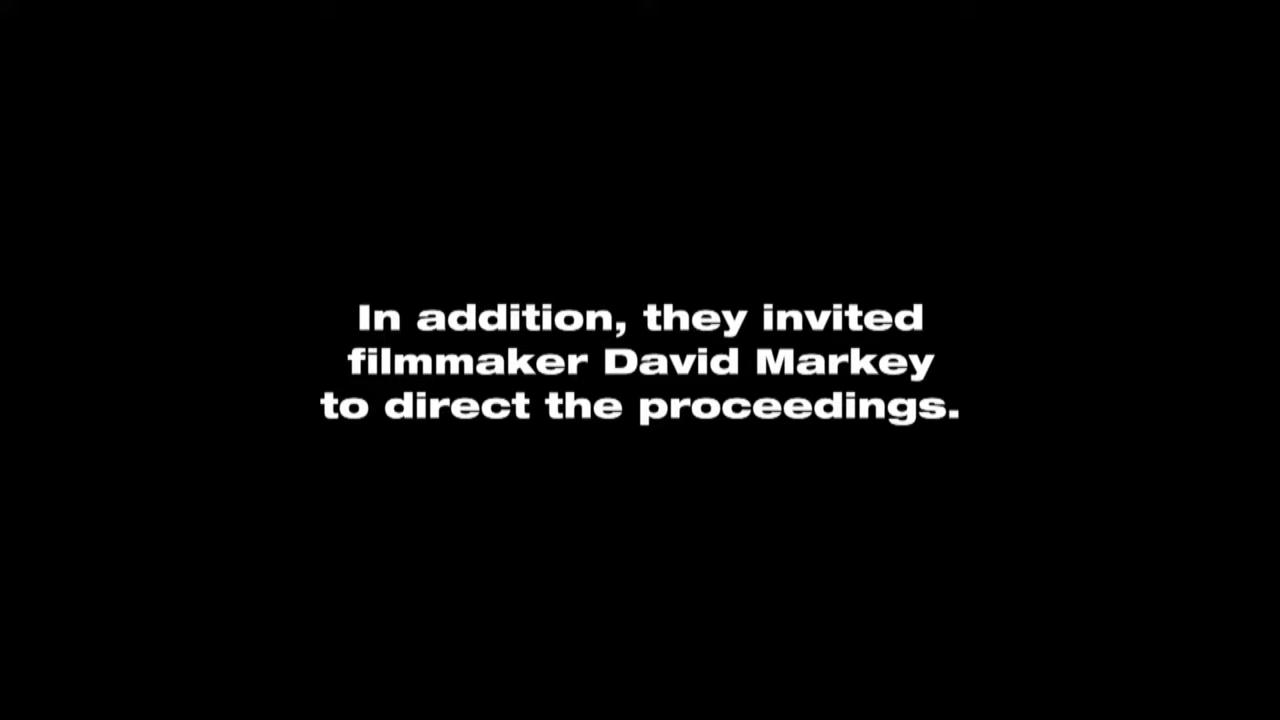 In addition, they invited
filmmaker David Markey
to direct the proceedings.